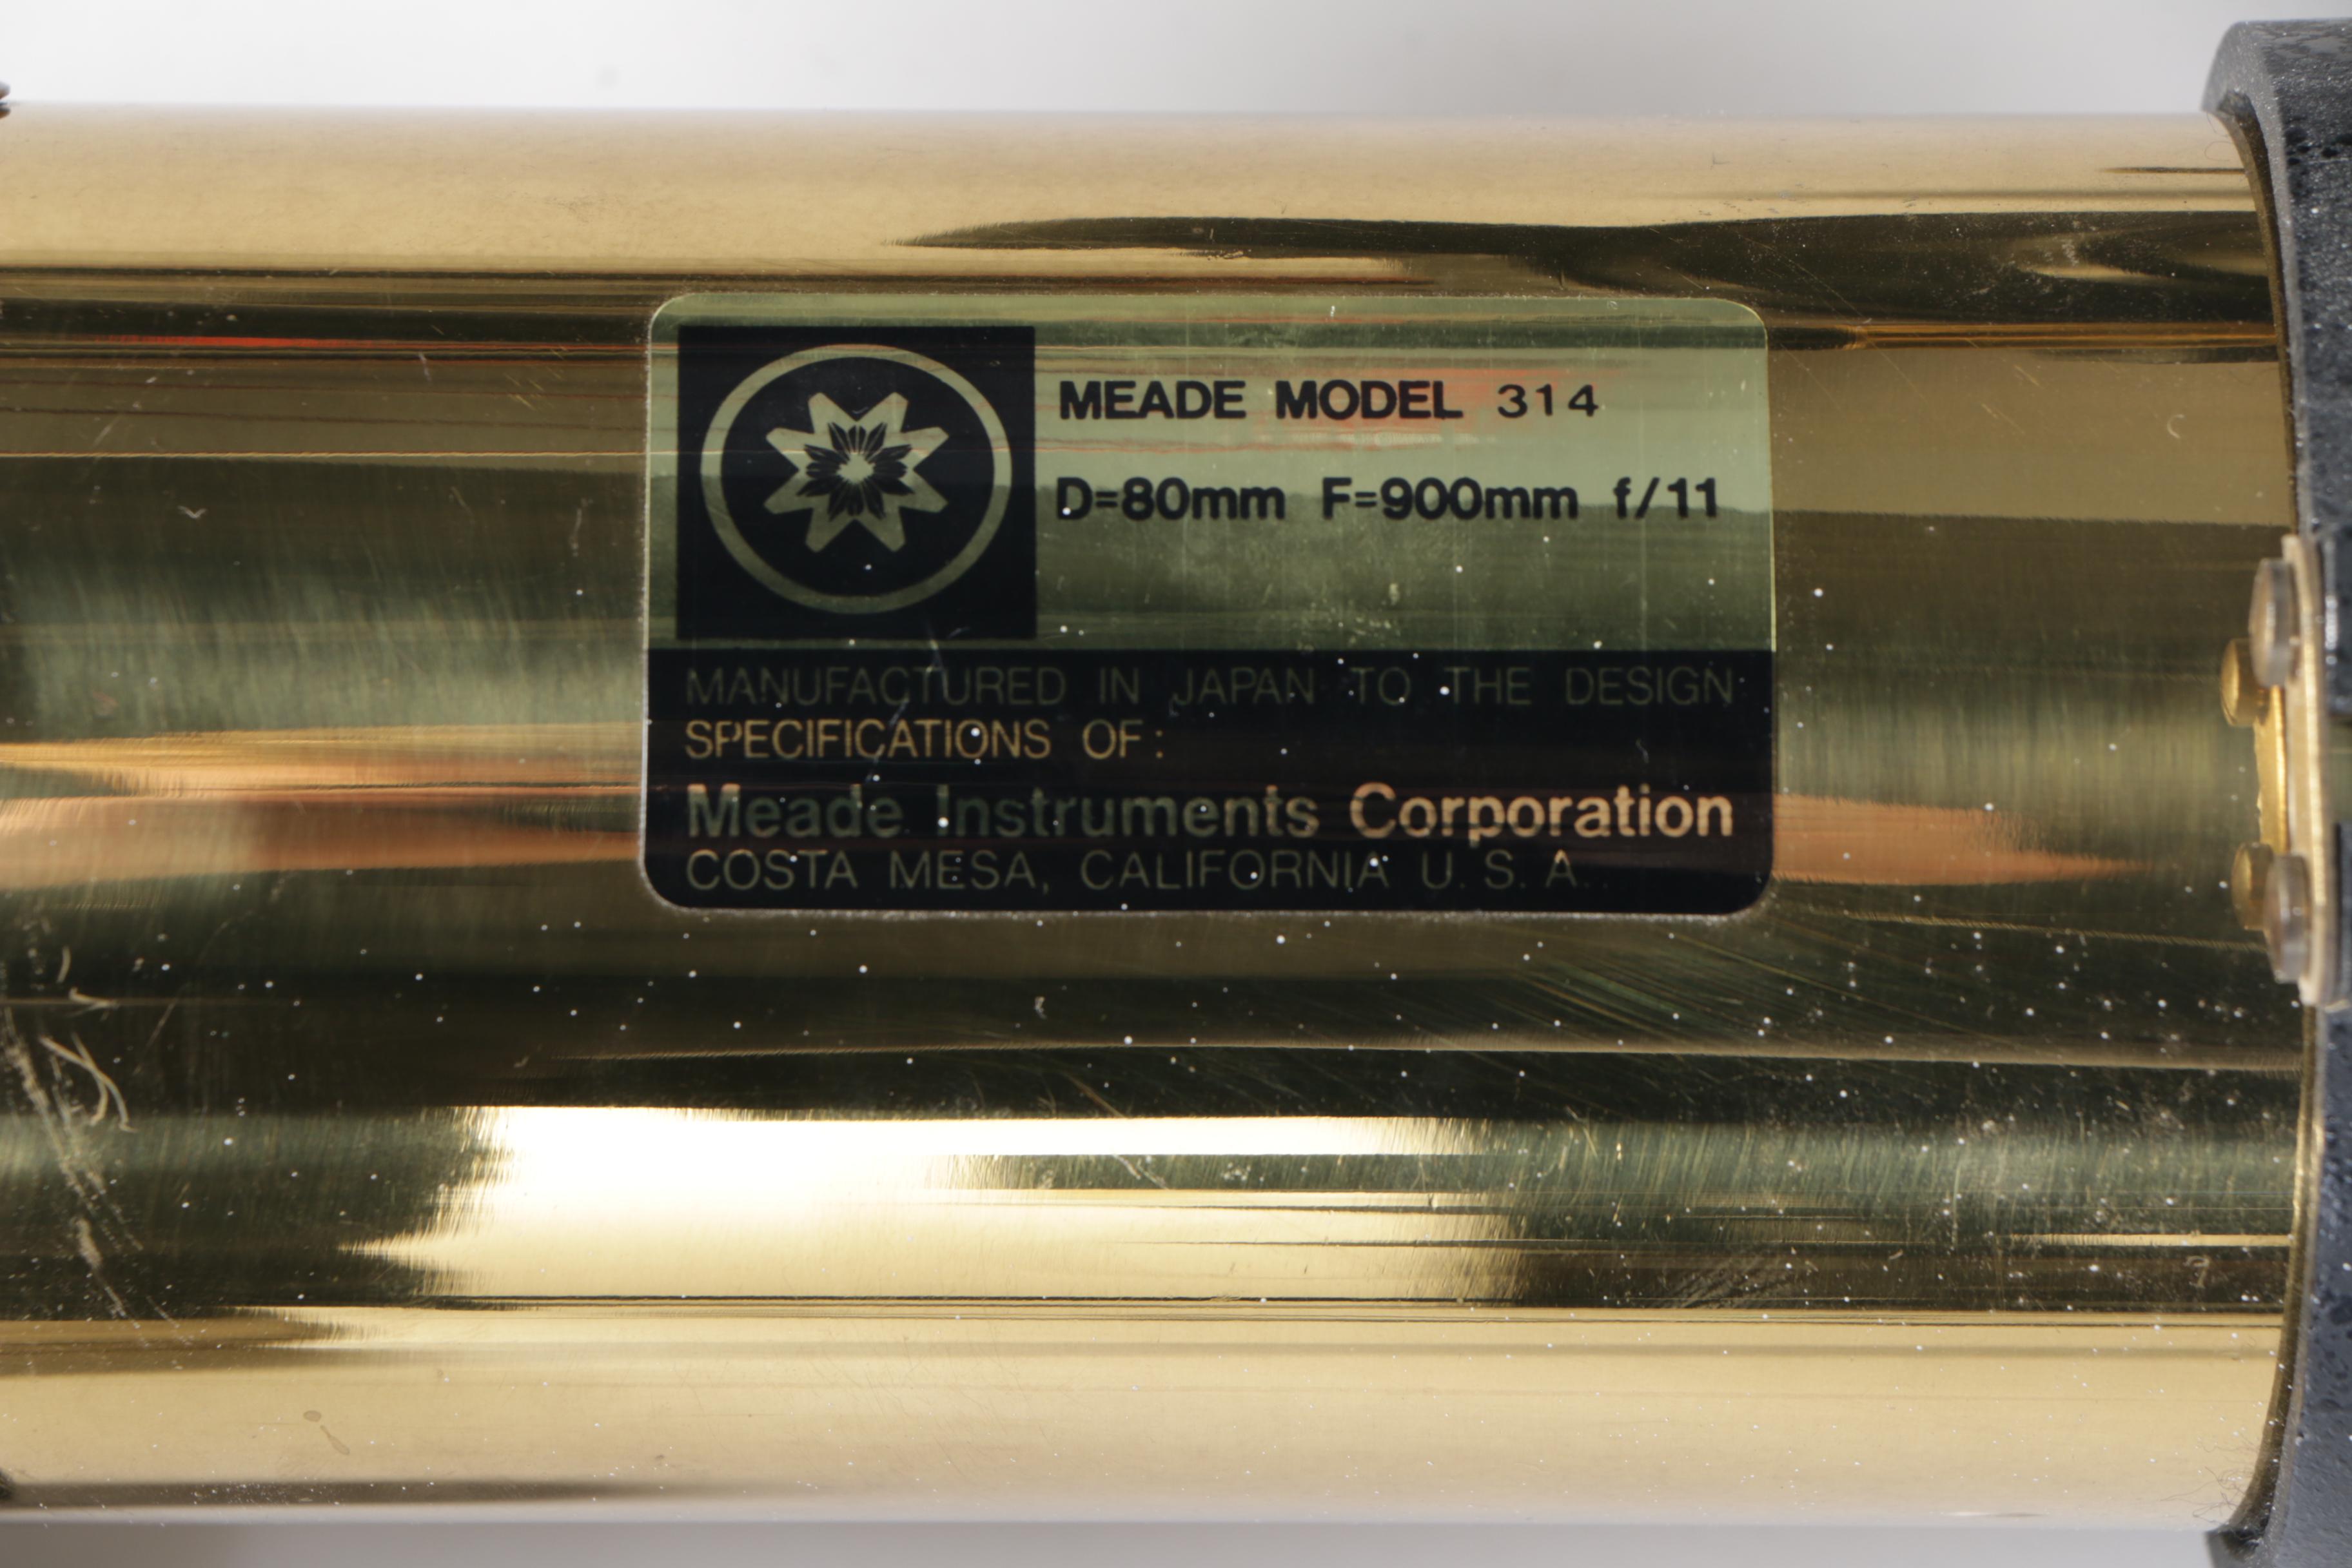 MEADE MODEL 314
D=80mm F=900mm f/11
MANUFACTURED IN JAPAN TO THE DESIGN
SPECIFICATIONS OF:
Meade Instruments Corporation
COSTA MESA, CALIFORNIA U.S.A.